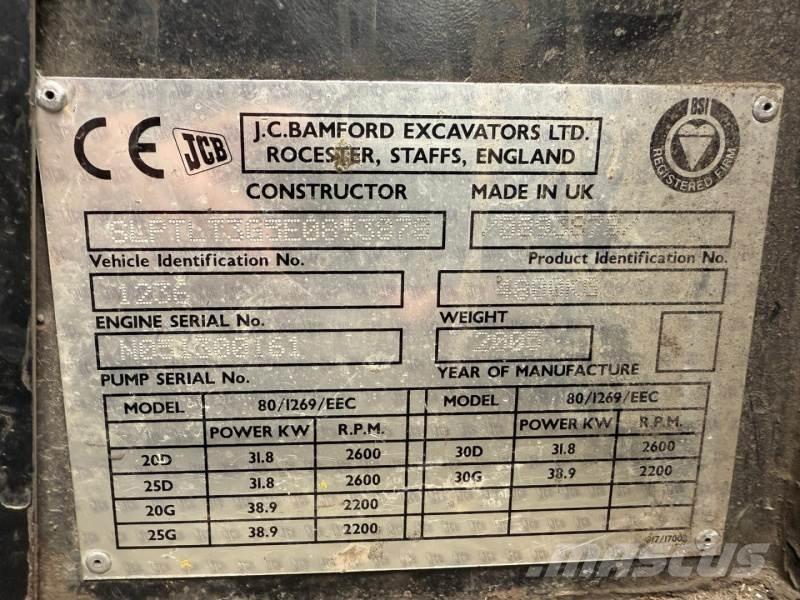 CE JCB J.C.BAMFORD EXCAVATORS LTD. BSI
ROCESTER, STAFFS, ENGLAND REGISTERED FIRM
CONSTRUCTOR MADE IN UK
Vehicle Identification No. Product Identification No.
1236
ENGINE SERIAL No. WEIGHT
2005
PUMP SERIAL No. YEAR OF MANUFACTURE
MODEL 80/1269/EEC MODEL 80/1269/EEC
POWER KW R.P.M. POWER KW R.P.M.
20D 31.8 2600 30D 31.8 2600
25D 31.8 2600 30G 38.9 2200
20G 38.9 2200
25G 38.9 2200
MASCUS